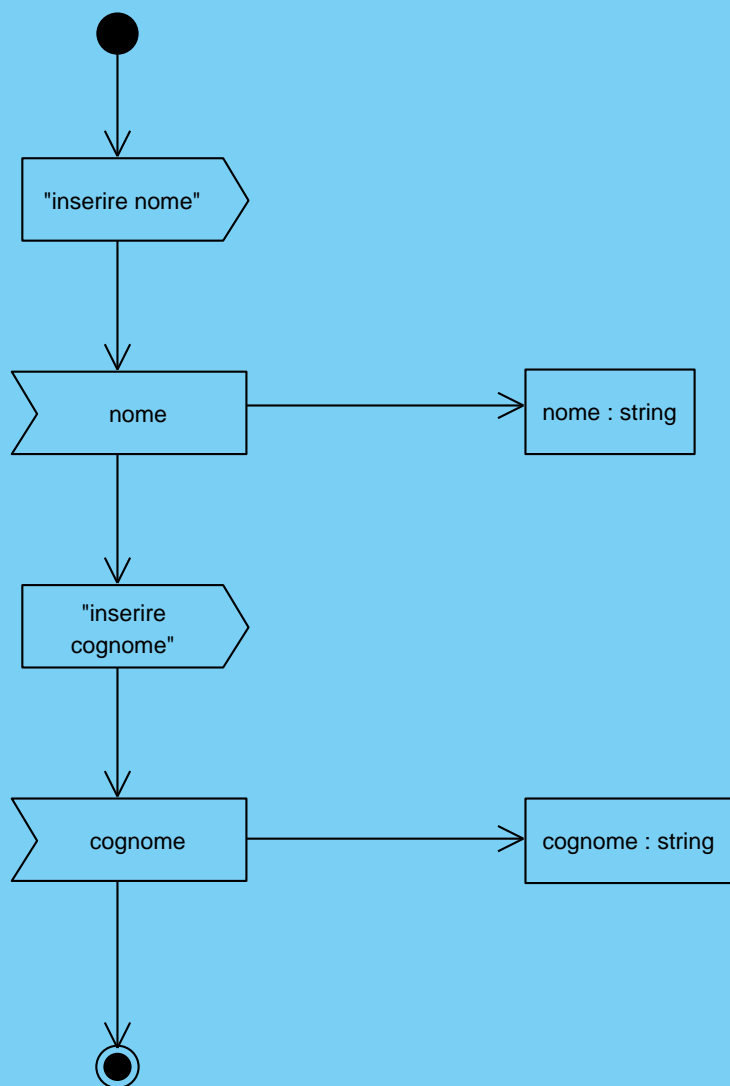 "inserire nome"
nome
nome : string
"inserire
cognome"
cognome
cognome : string